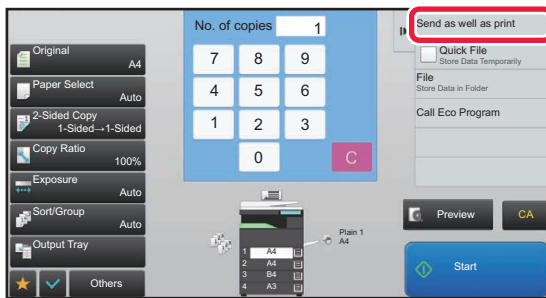 Original
A4
Paper Select
Auto
2-Sided Copy
1-Sided→1-Sided
Copy Ratio
100%
Exposure
Auto
Sort/Group
Auto
Output Tray
Others
No. of copies 1
7 8 9
4 5 6
1 2 3
0 C
Plain 1
A4
1 A4
2 A4
3 B4
4 A3
Send as well as print
Quick File
Store Data Temporarily
File
Store Data in Folder
Call Eco Program
Preview CA
Start